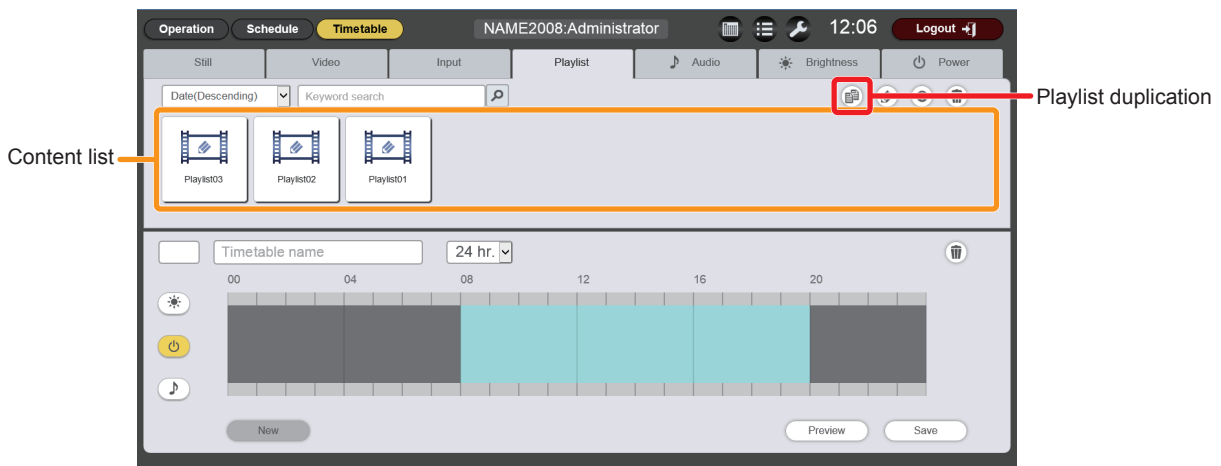 Operation Schedule Timetable NAME2008:Administrator 12:06 Logout
Still Video Input Playlist Audio Brightness Power
Date(Descending) Keyword search
Playlist duplication
Content list
Playlist03 Playlist02 Playlist01
Timetable name 24 hr.
00 04 08 12 16 20
New Preview Save